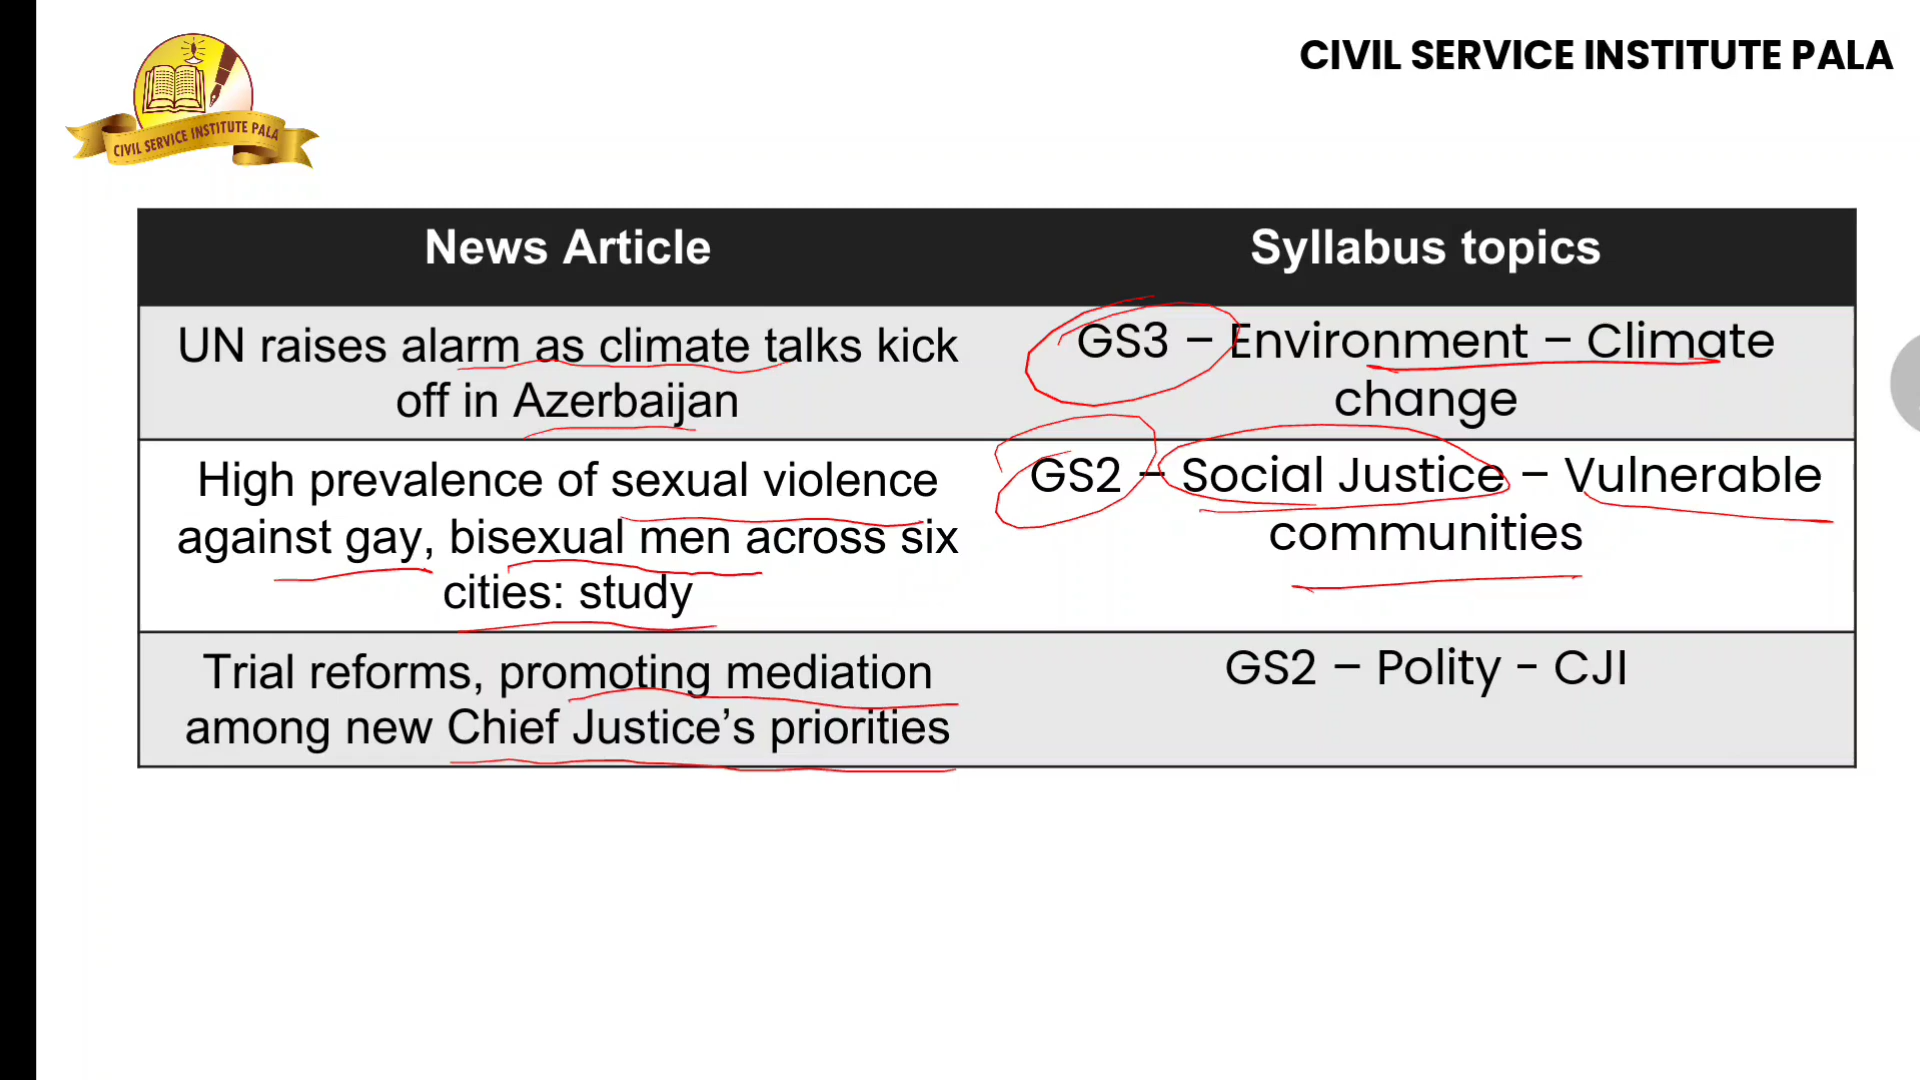 CIVIL SERVICE INSTITUTE PALA
CIVIL SERVICE INSTITUTE PALA
News Article
Syllabus topics
UN raises alarm as climate talks kick
off in Azerbaijan
GS3 – Environment – Climate
change
High prevalence of sexual violence
against gay, bisexual men across six
cities: study
GS2 – Social Justice – Vulnerable
communities
Trial reforms, promoting mediation
among new Chief Justice’s priorities
GS2 – Polity - CJI